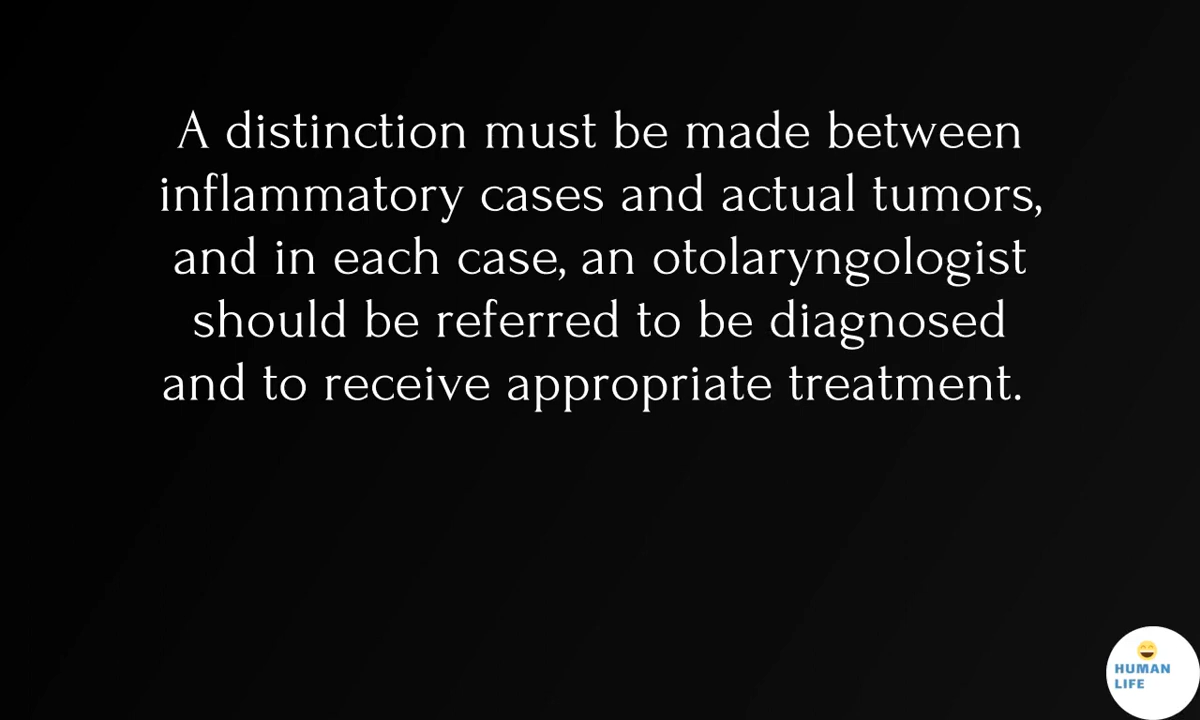 A distinction must be made between
inflammatory cases and actual tumors,
and in each case, an otolaryngologist
should be referred to be diagnosed
and to receive appropriate treatment.
HUMAN
LIFE